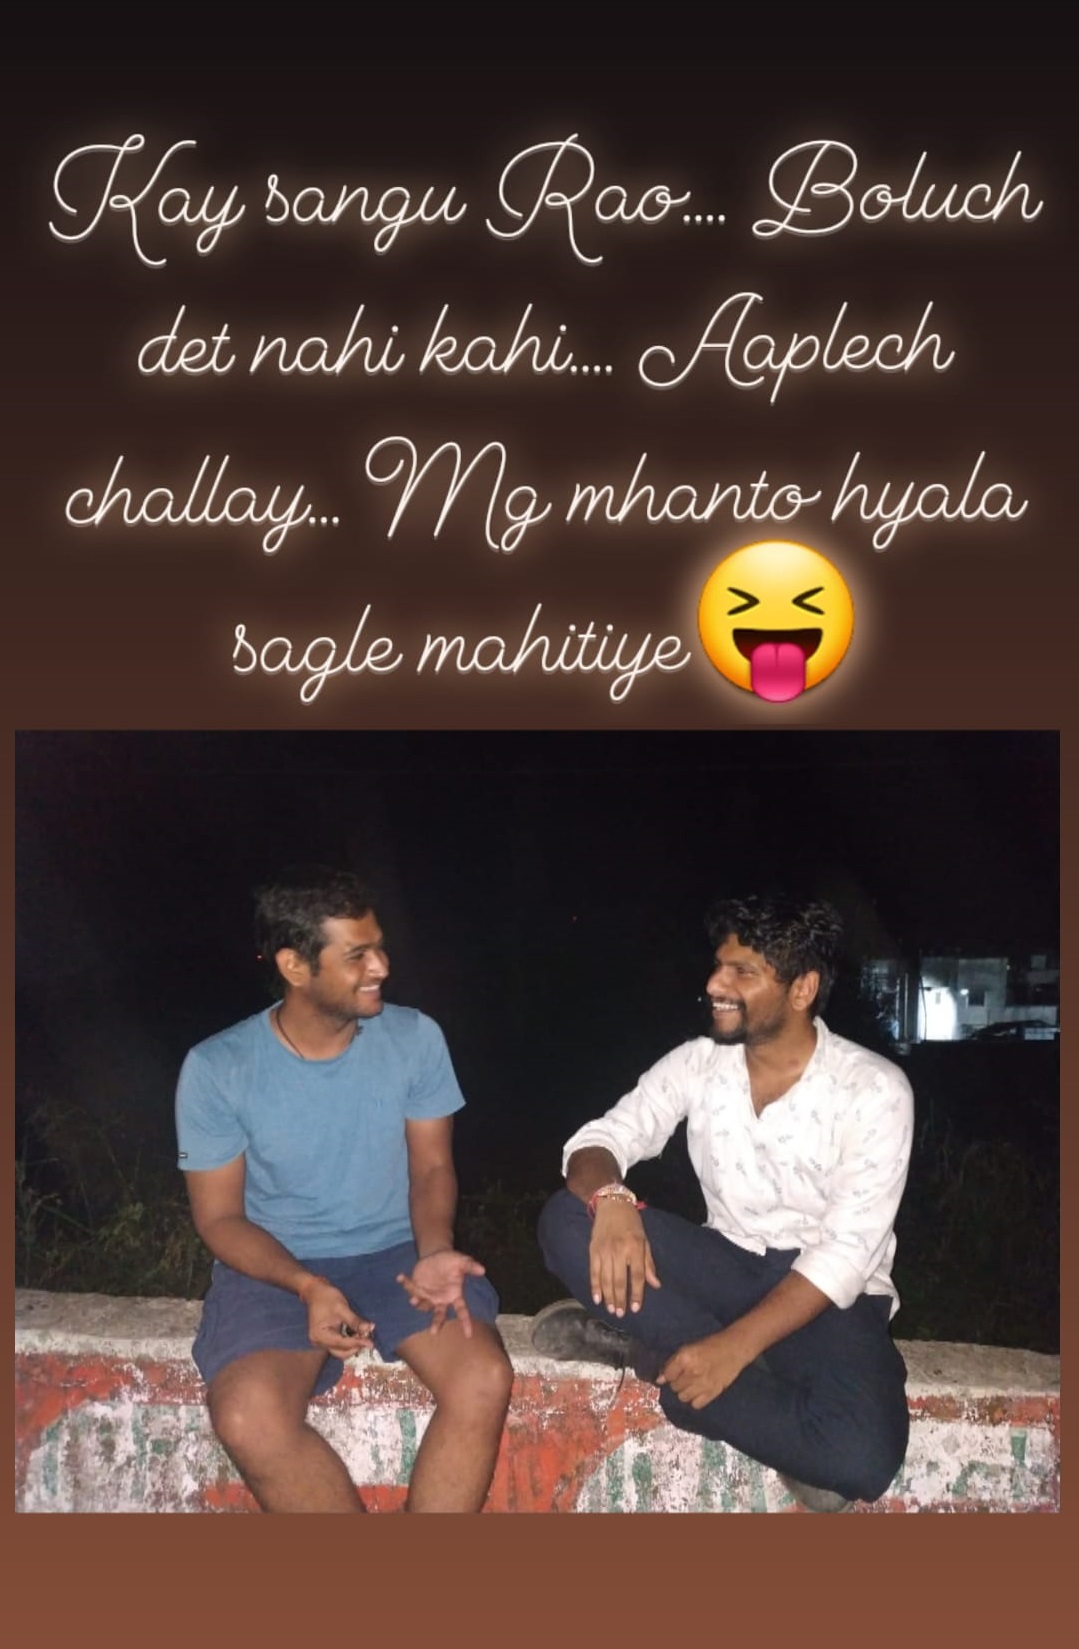 Kay sangu Rao.... Boluch
det nahi kahi.... Aaplech
challay... Mg mhanto hyala
sagle mahitiye😝